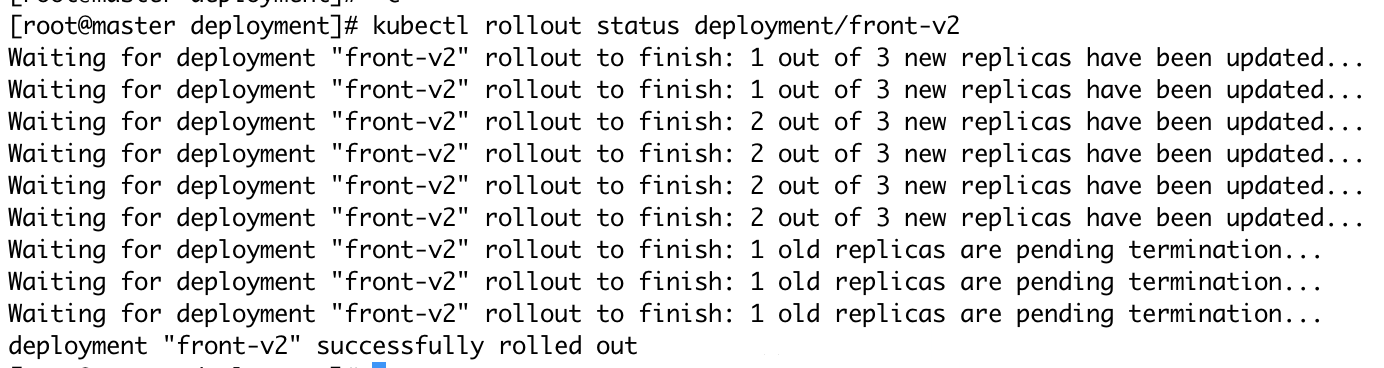 [root@master deployment]# kubectl rollout status deployment/front-v2
Waiting for deployment "front-v2" rollout to finish: 1 out of 3 new replicas have been updated...
Waiting for deployment "front-v2" rollout to finish: 1 out of 3 new replicas have been updated...
Waiting for deployment "front-v2" rollout to finish: 2 out of 3 new replicas have been updated...
Waiting for deployment "front-v2" rollout to finish: 2 out of 3 new replicas have been updated...
Waiting for deployment "front-v2" rollout to finish: 2 out of 3 new replicas have been updated...
Waiting for deployment "front-v2" rollout to finish: 2 out of 3 new replicas have been updated...
Waiting for deployment "front-v2" rollout to finish: 1 old replicas are pending termination...
Waiting for deployment "front-v2" rollout to finish: 1 old replicas are pending termination...
Waiting for deployment "front-v2" rollout to finish: 1 old replicas are pending termination...
deployment "front-v2" successfully rolled out